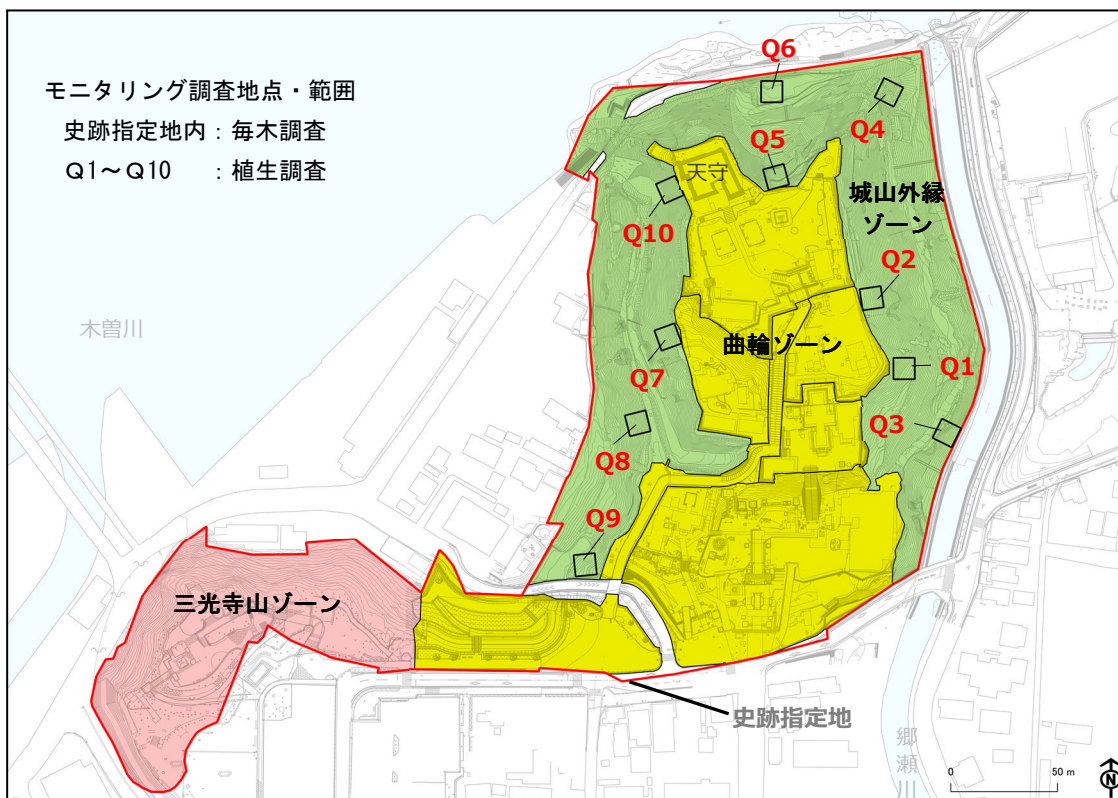 モニタリング調査地点・範囲
史跡指定地内：毎木調査
Q1～Q10　：植生調査
Q6
Q4
Q5
天守
城山外縁
ゾーン
Q10
Q2
木曽川
曲輪ゾーン
Q7
Q1
Q3
Q8
Q9
三光寺山ゾーン
史跡指定地
郷瀬川
0 50 m
N